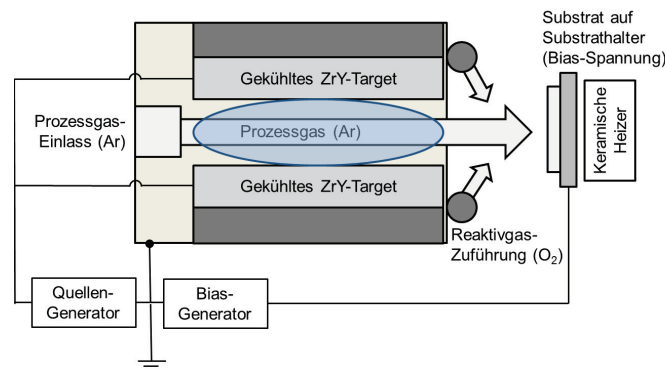 Substrat auf
Substrathalter
(Bias-Spannung)
Gekühltes ZrY-Target
Prozessgas-
Einlass (Ar)
Prozessgas (Ar)
Keramische
Heizer
Gekühltes ZrY-Target
Reaktivgas-
Zuführung (O₂)
Quellen-
Generator
Bias-
Generator